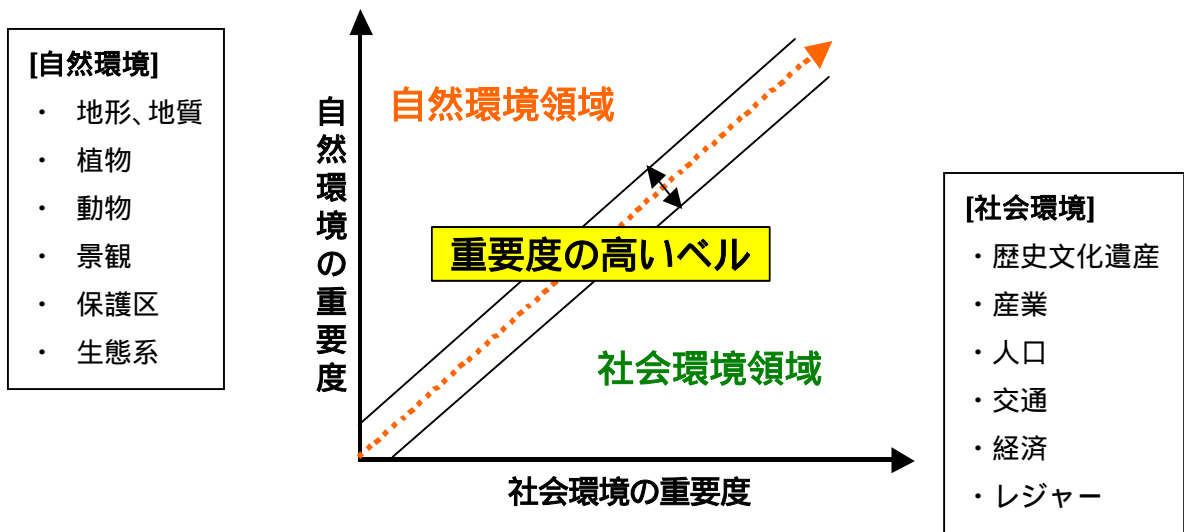 [自然環境]
・ 地形、地質
・ 植物
・ 動物
・ 景観
・ 保護区
・ 生態系
自然環境の重要度
自然環境領域
重要度の高いベル
社会環境領域
社会環境の重要度
[社会環境]
・歴史文化遺産
・産業
・人口
・交通
・経済
・レジャー